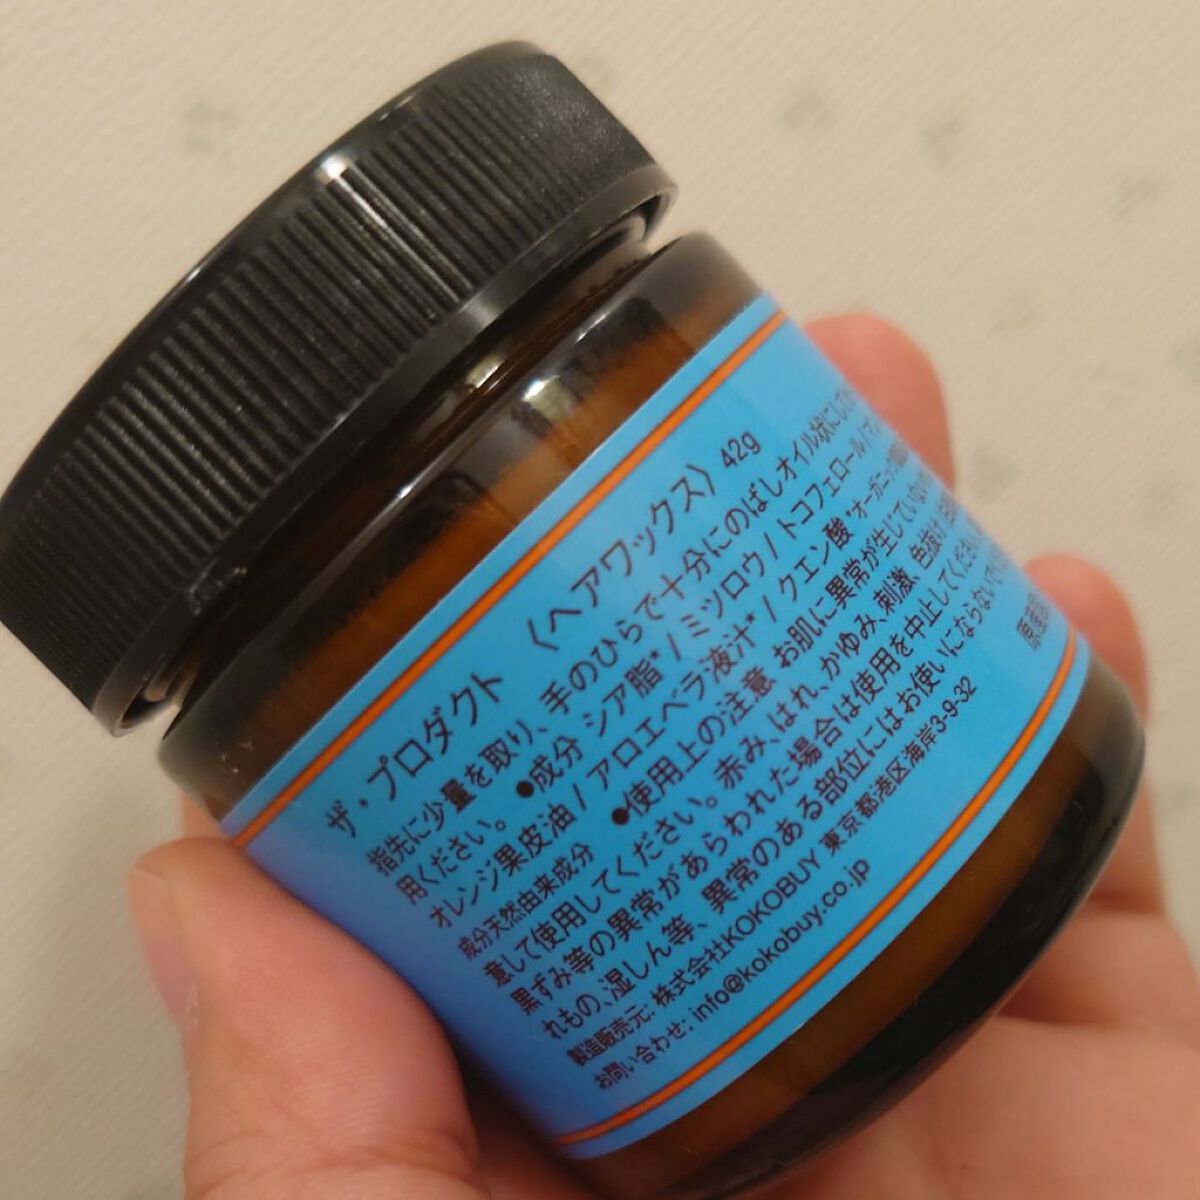 ザ・プロダクト 〈ヘアワックス〉 42g
指先に少量を取り、手のひらで十分にのばしオイル状にして
用ください。 ●成分 シア脂*/ミツロウ/トコフェロール/マン
オレンジ果皮油/アロエベラ液汁*/クエン酸 *オーガニック
成分天然由来成分 ●使用上の注意 お肌に異常が生じていないか
意して使用してください。赤み、はれ、かゆみ、刺激、色抜け
黒ずみ等の異常があらわれた場合は使用を中止してください
れもの、湿しん等、異常のある部位にはお使いにならないで
製造販売元: 株式会社KOKOBUY 東京都港区海岸3-9-32
お問い合わせ: info@kokobuy.co.jp
原産国